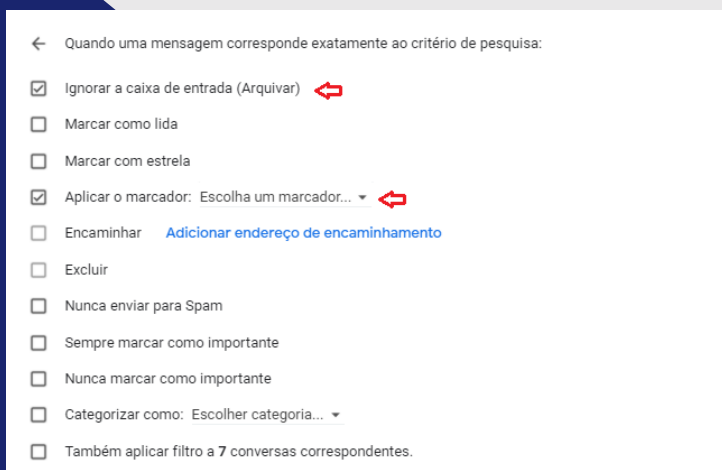 Quando uma mensagem corresponde exatamente ao critério de pesquisa:
Ignorar a caixa de entrada (Arquivar)
Marcar como lida
Marcar com estrela
Aplicar o marcador: Escolha um marcador...
Encaminhar Adicionar endereço de encaminhamento
Excluir
Nunca enviar para Spam
Sempre marcar como importante
Nunca marcar como importante
Categorizar como: Escolher categoria...
Também aplicar filtro a 7 conversas correspondentes.